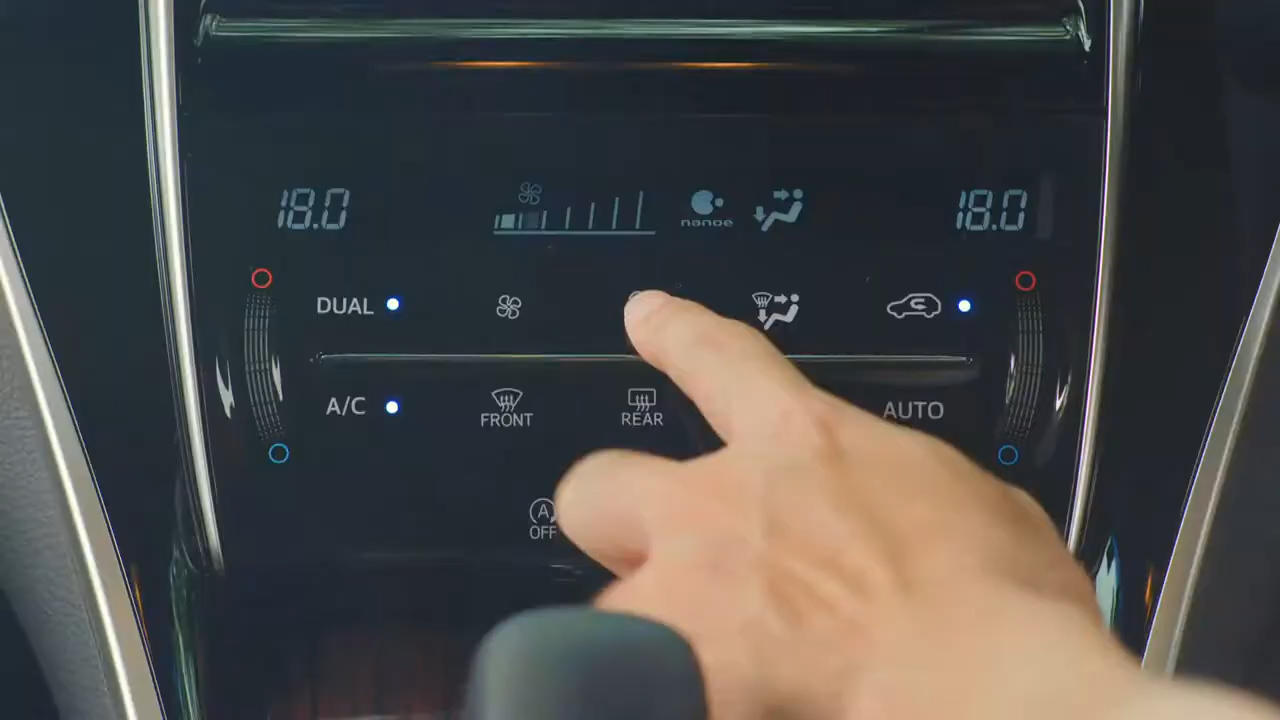 18.0 nanoe 18.0
DUAL
A/C FRONT REAR AUTO
A
OFF